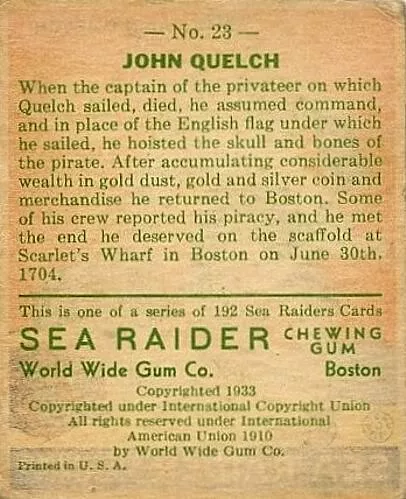 — No. 23 —
JOHN QUELCH
When the captain of the privateer on which
Quelch sailed, died, he assumed command,
and in place of the English flag under which
he sailed, he hoisted the skull and bones of
the pirate. After accumulating considerable
wealth in gold dust, gold and silver coin and
merchandise he returned to Boston. Some
of his crew reported his piracy, and he met
the end he deserved on the scaffold at
Scarlet's Wharf in Boston on June 30th,
1704.
This is one of a series of 192 Sea Raiders Cards
SEA RAIDER CHEWING GUM
World Wide Gum Co. Boston
Copyrighted 1933
Copyrighted under International Copyright Union
All rights reserved under International
American Union 1910
by World Wide Gum Co.
Printed in U. S. A.